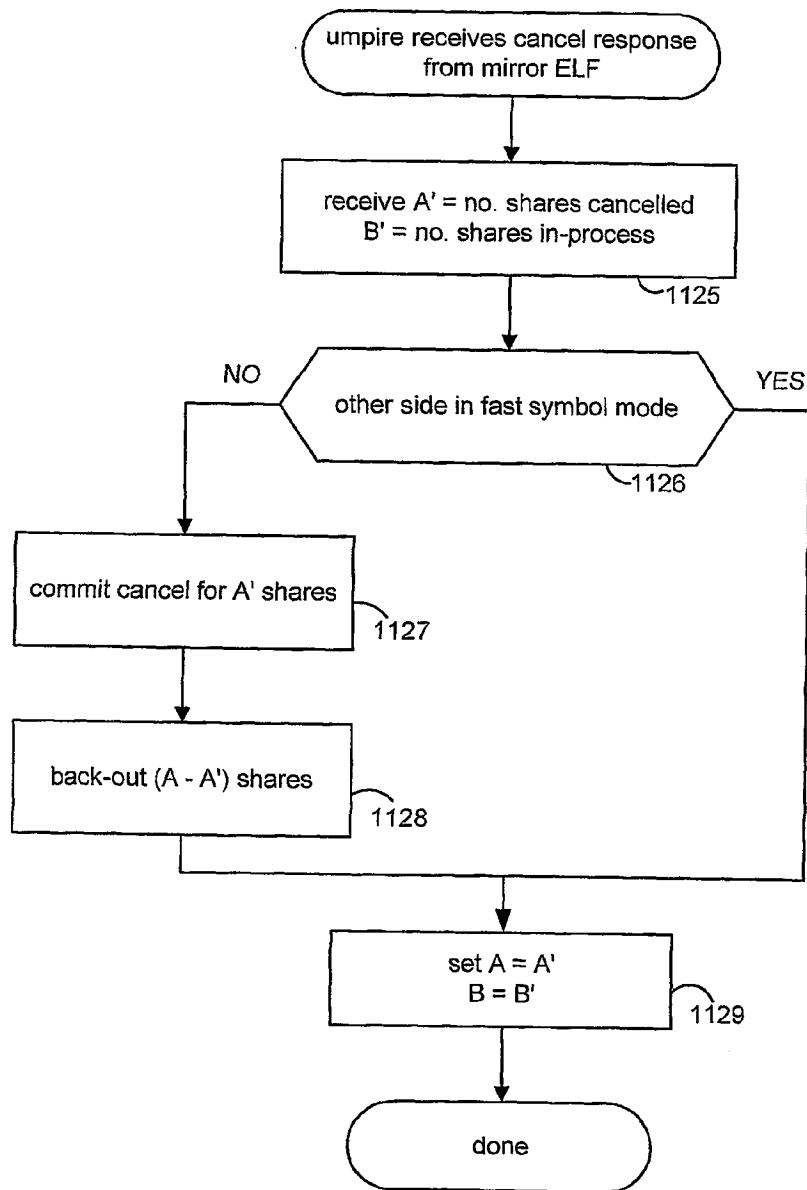 umpire receives cancel response
from mirror ELF
receive A' = no. shares cancelled
B' = no. shares in-process
1125
NO
YES
other side in fast symbol mode
1126
commit cancel for A' shares
1127
back-out (A - A') shares
1128
set A = A'
B = B'
1129
done